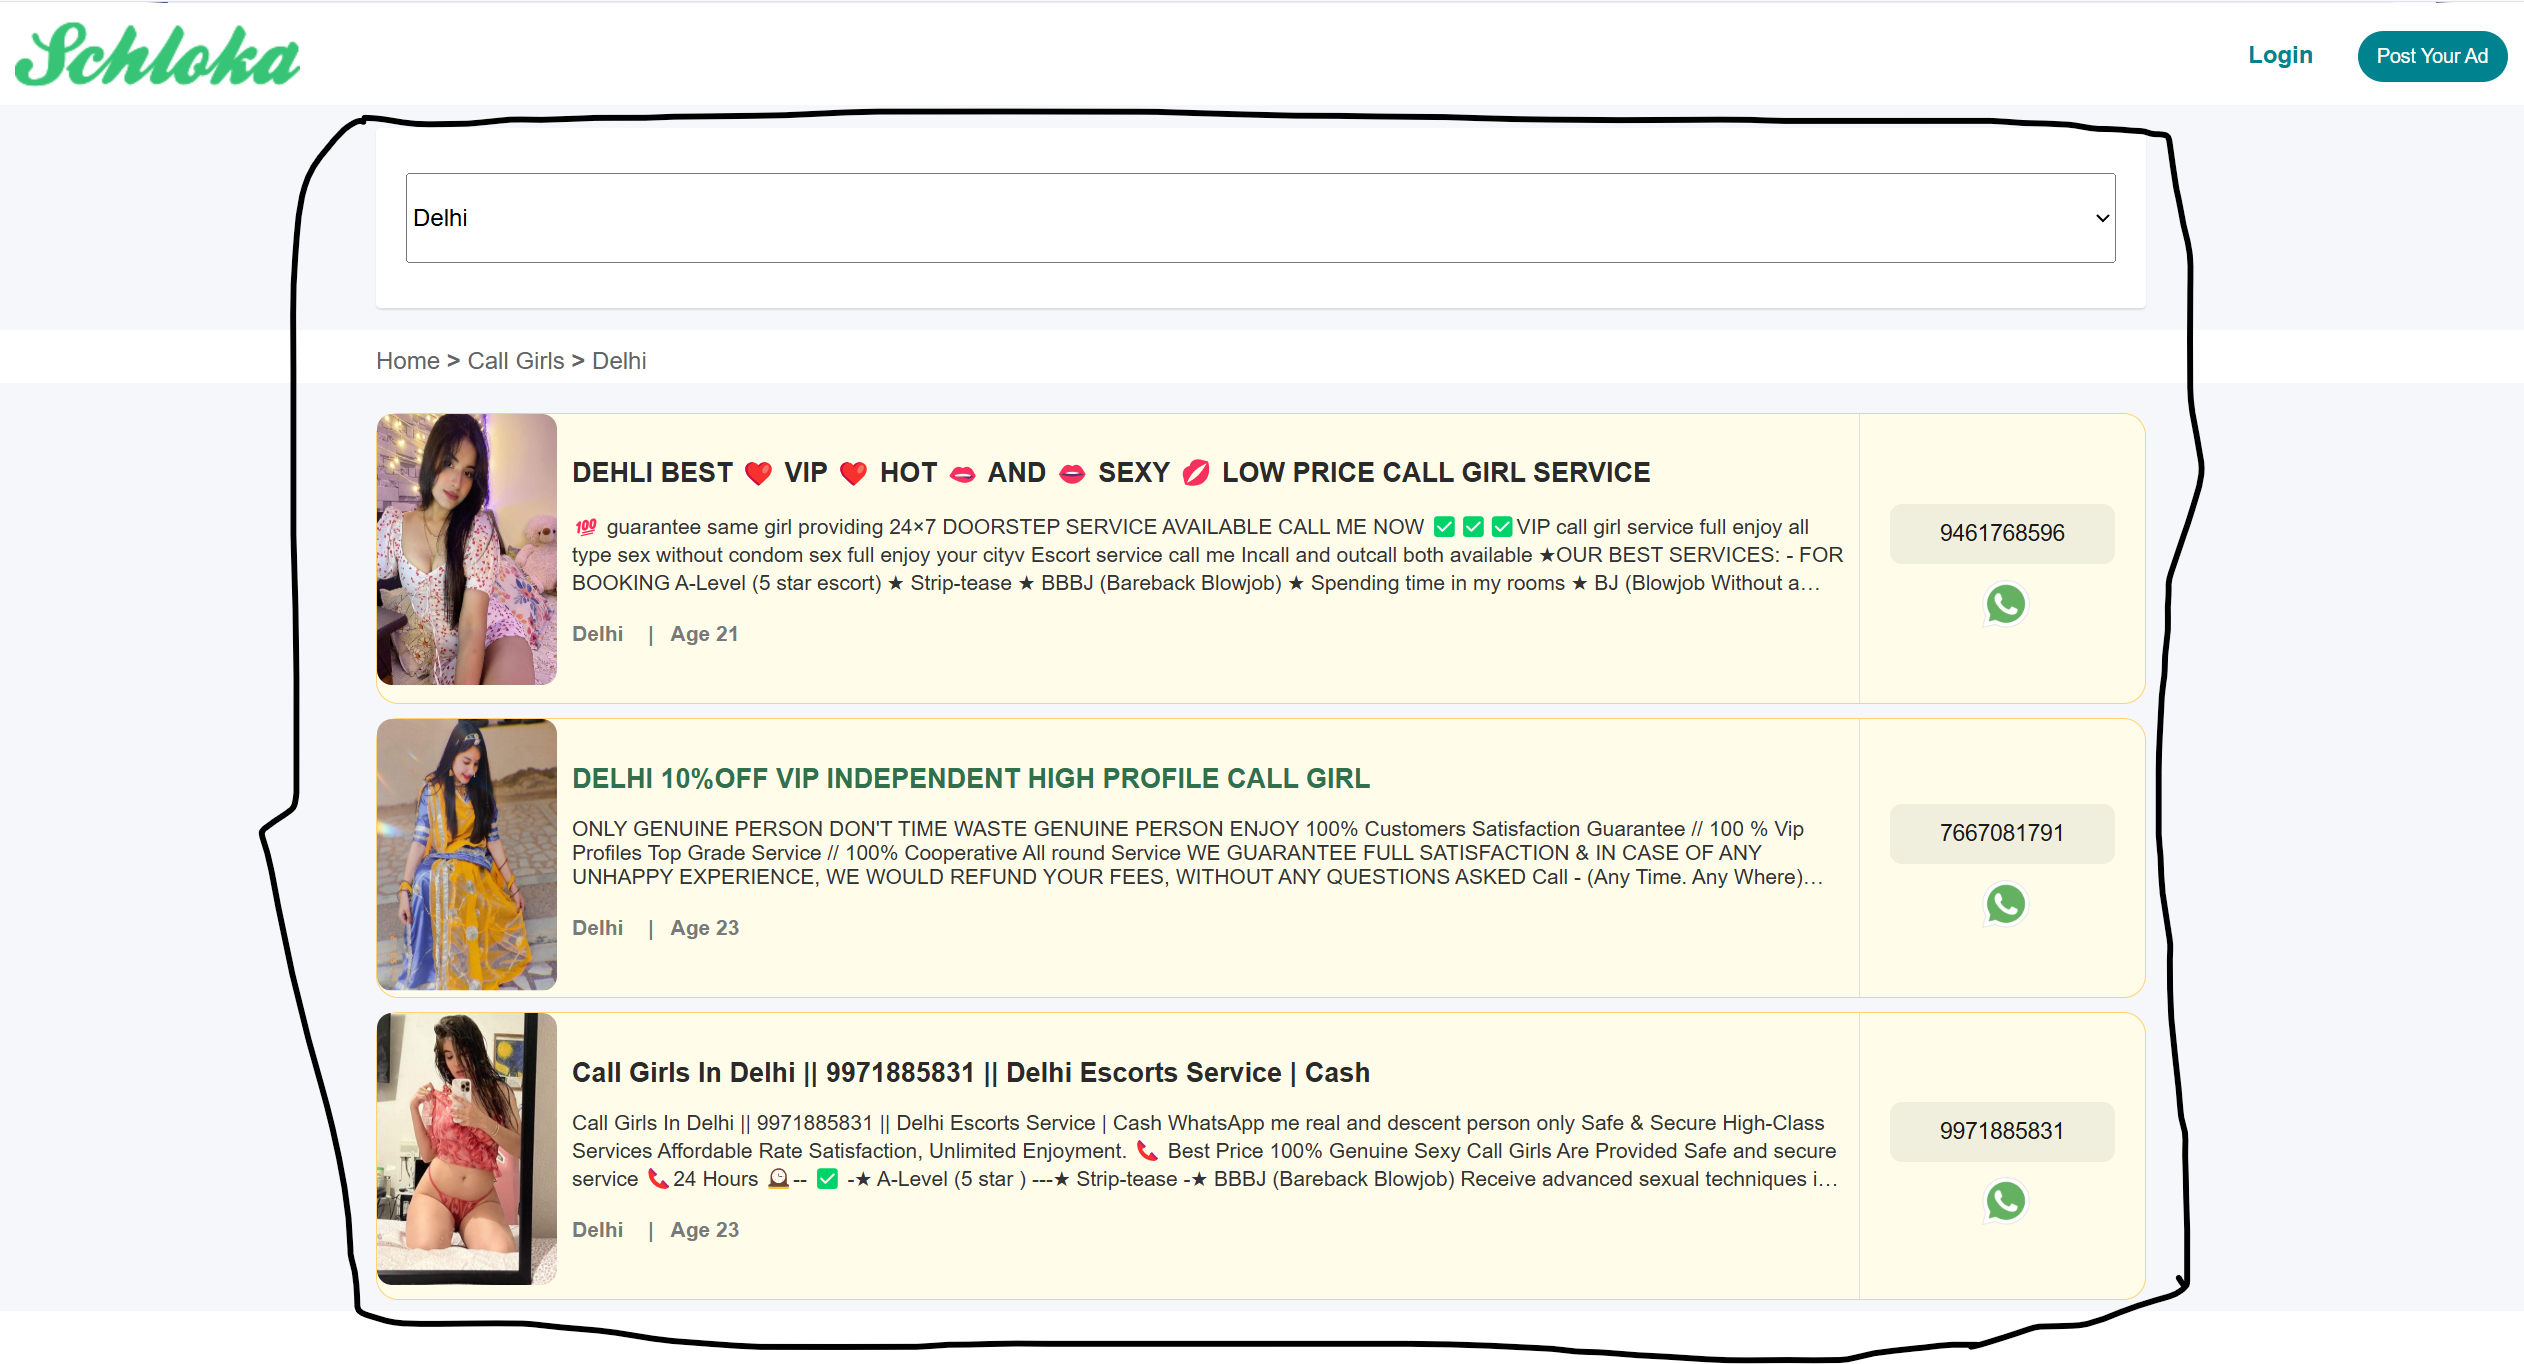 Schloka
Login
Post Your Ad
Delhi
Home > Call Girls > Delhi
DEHLI BEST ❤️ VIP ❤️ HOT 👄 AND 👄 SEXY 💋 LOW PRICE CALL GIRL SERVICE
💯 guarantee same girl providing 24×7 DOORSTEP SERVICE AVAILABLE CALL ME NOW ✅ ✅ ✅VIP call girl service full enjoy all
type sex without condom sex full enjoy your cityv Escort service call me Incall and outcall both available ★OUR BEST SERVICES: - FOR
BOOKING A-Level (5 star escort) ★ Strip-tease ★ BBBJ (Bareback Blowjob) ★ Spending time in my rooms ★ BJ (Blowjob Without a…
Delhi | Age 21
9461768596
DELHI 10%OFF VIP INDEPENDENT HIGH PROFILE CALL GIRL
ONLY GENUINE PERSON DON'T TIME WASTE GENUINE PERSON ENJOY 100% Customers Satisfaction Guarantee // 100 % Vip
Profiles Top Grade Service // 100% Cooperative All round Service WE GUARANTEE FULL SATISFACTION & IN CASE OF ANY
UNHAPPY EXPERIENCE, WE WOULD REFUND YOUR FEES, WITHOUT ANY QUESTIONS ASKED Call - (Any Time. Any Where)…
Delhi | Age 23
7667081791
Call Girls In Delhi || 9971885831 || Delhi Escorts Service | Cash
Call Girls In Delhi || 9971885831 || Delhi Escorts Service | Cash WhatsApp me real and descent person only Safe & Secure High-Class
Services Affordable Rate Satisfaction, Unlimited Enjoyment. 📞 Best Price 100% Genuine Sexy Call Girls Are Provided Safe and secure
service 📞24 Hours 🕰-- ✅ -★ A-Level (5 star ) ---★ Strip-tease -★ BBBJ (Bareback Blowjob) Receive advanced sexual techniques i…
Delhi | Age 23
9971885831